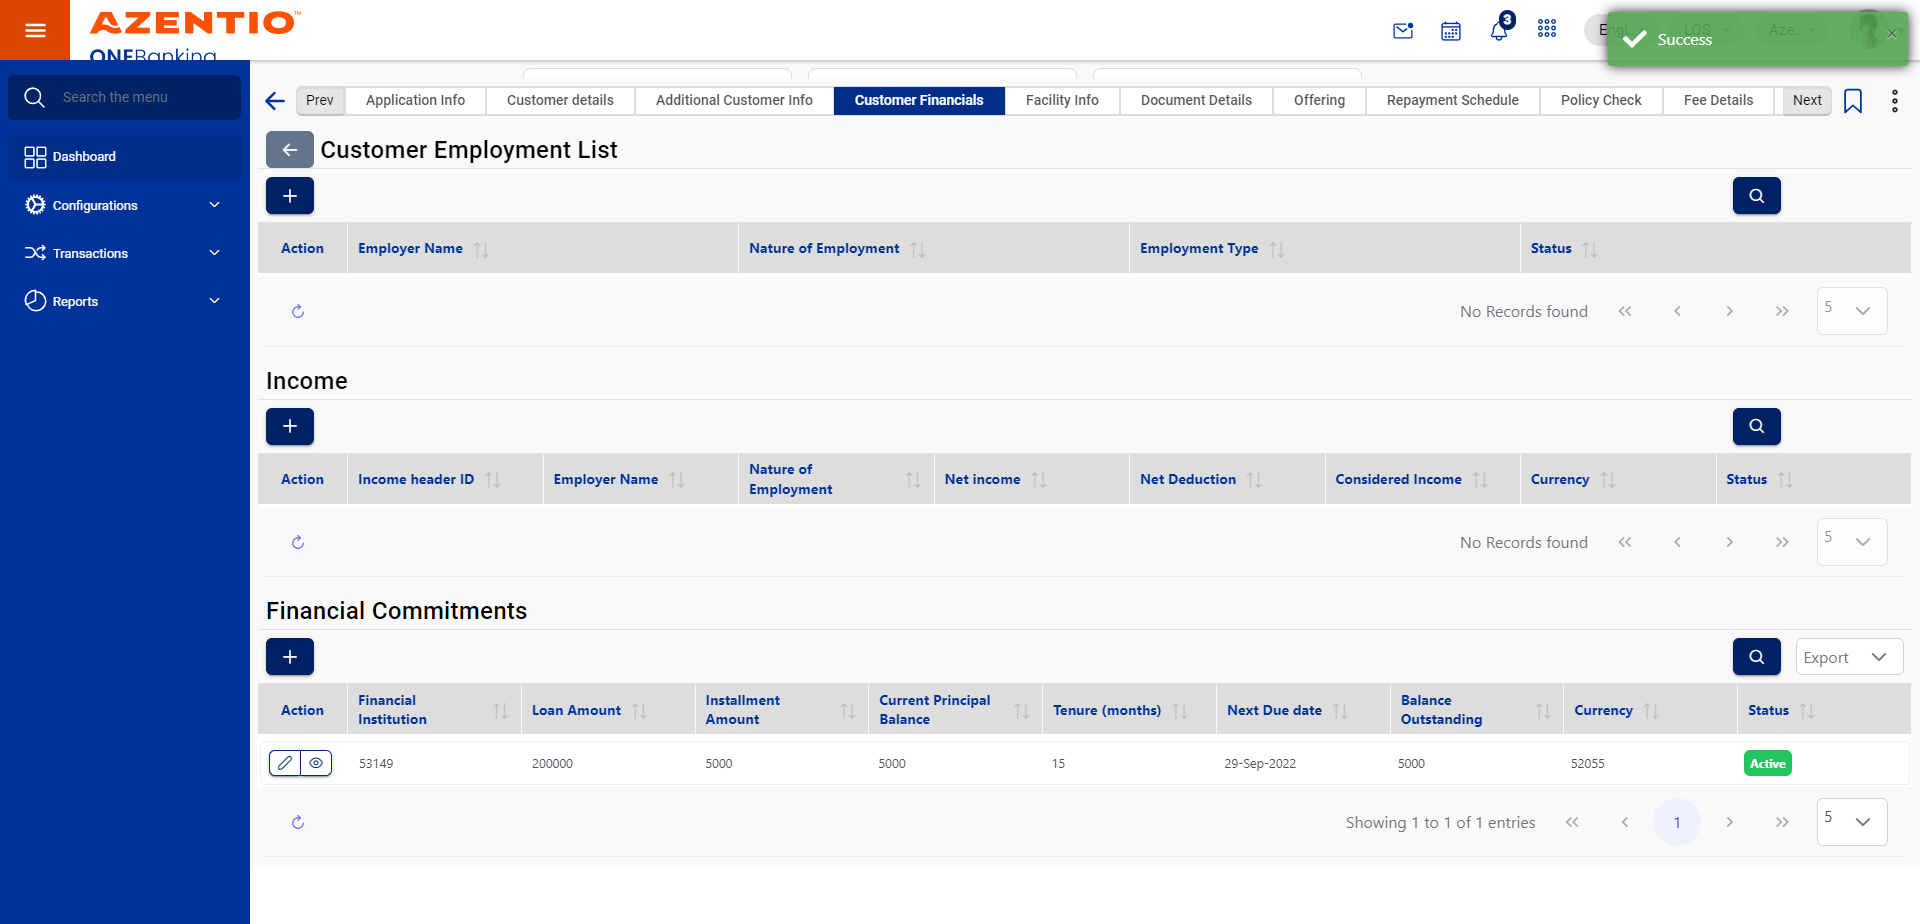 AZENTIO™
ONEBanking
3
Success
Search the menu
Dashboard
Configurations
Transactions
Reports
Prev
Application Info
Customer details
Additional Customer Info
Customer Financials
Facility Info
Document Details
Offering
Repayment Schedule
Policy Check
Fee Details
Next
Customer Employment List
Action
Employer Name
Nature of Employment
Employment Type
Status
No Records found
5
Income
Action
Income header ID
Employer Name
Nature of
Employment
Net income
Net Deduction
Considered Income
Currency
Status
No Records found
5
Financial Commitments
Export
Action
Financial
Institution
Loan Amount
Installment
Amount
Current Principal
Balance
Tenure (months)
Next Due date
Balance
Outstanding
Currency
Status
53149
200000
5000
5000
15
29-Sep-2022
5000
52055
Active
Showing 1 to 1 of 1 entries
1
5